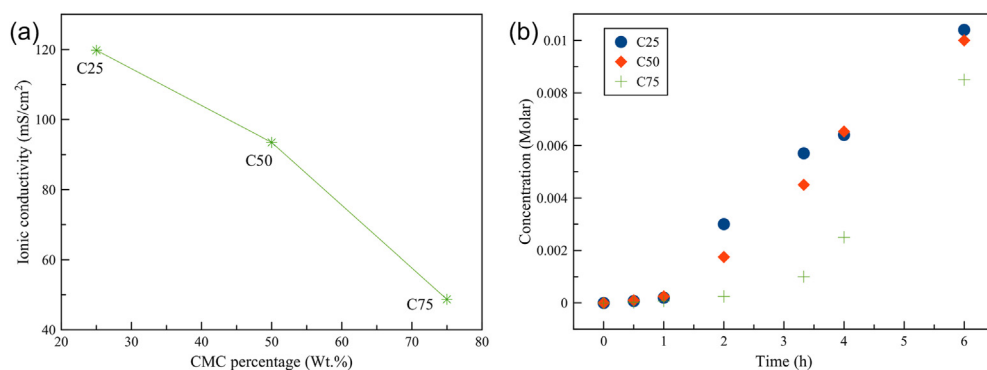 (a)
120
100
80
60
40
20
30
40
50
60
70
80
Ionic conductivity (mS/cm²)
CMC percentage (Wt.%)
C25
C50
C75
(b)
C25
C50
C75
0.01
0.008
0.006
0.004
0.002
0
0
1
2
3
4
5
6
Concentration (Molar)
Time (h)